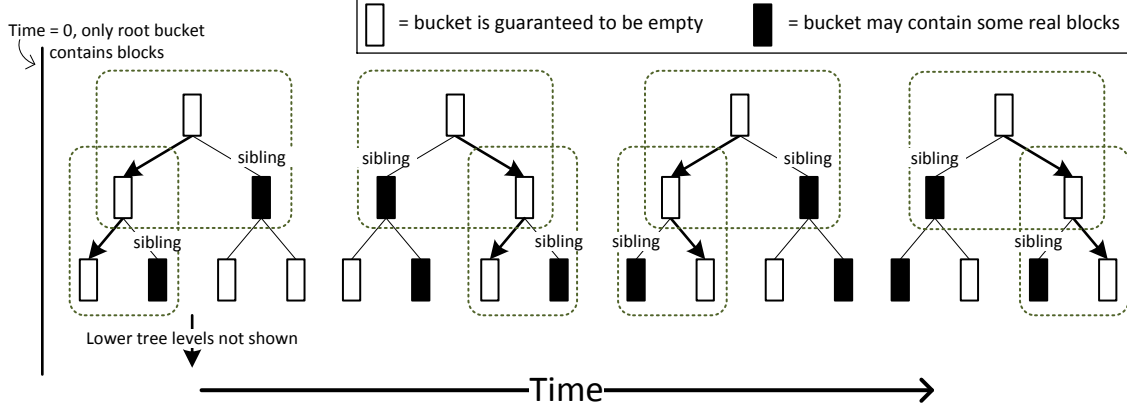 Time = 0, only root bucket
contains blocks
= bucket is guaranteed to be empty
= bucket may contain some real blocks
sibling
sibling
sibling
sibling
sibling
sibling
sibling
sibling
Lower tree levels not shown
Time